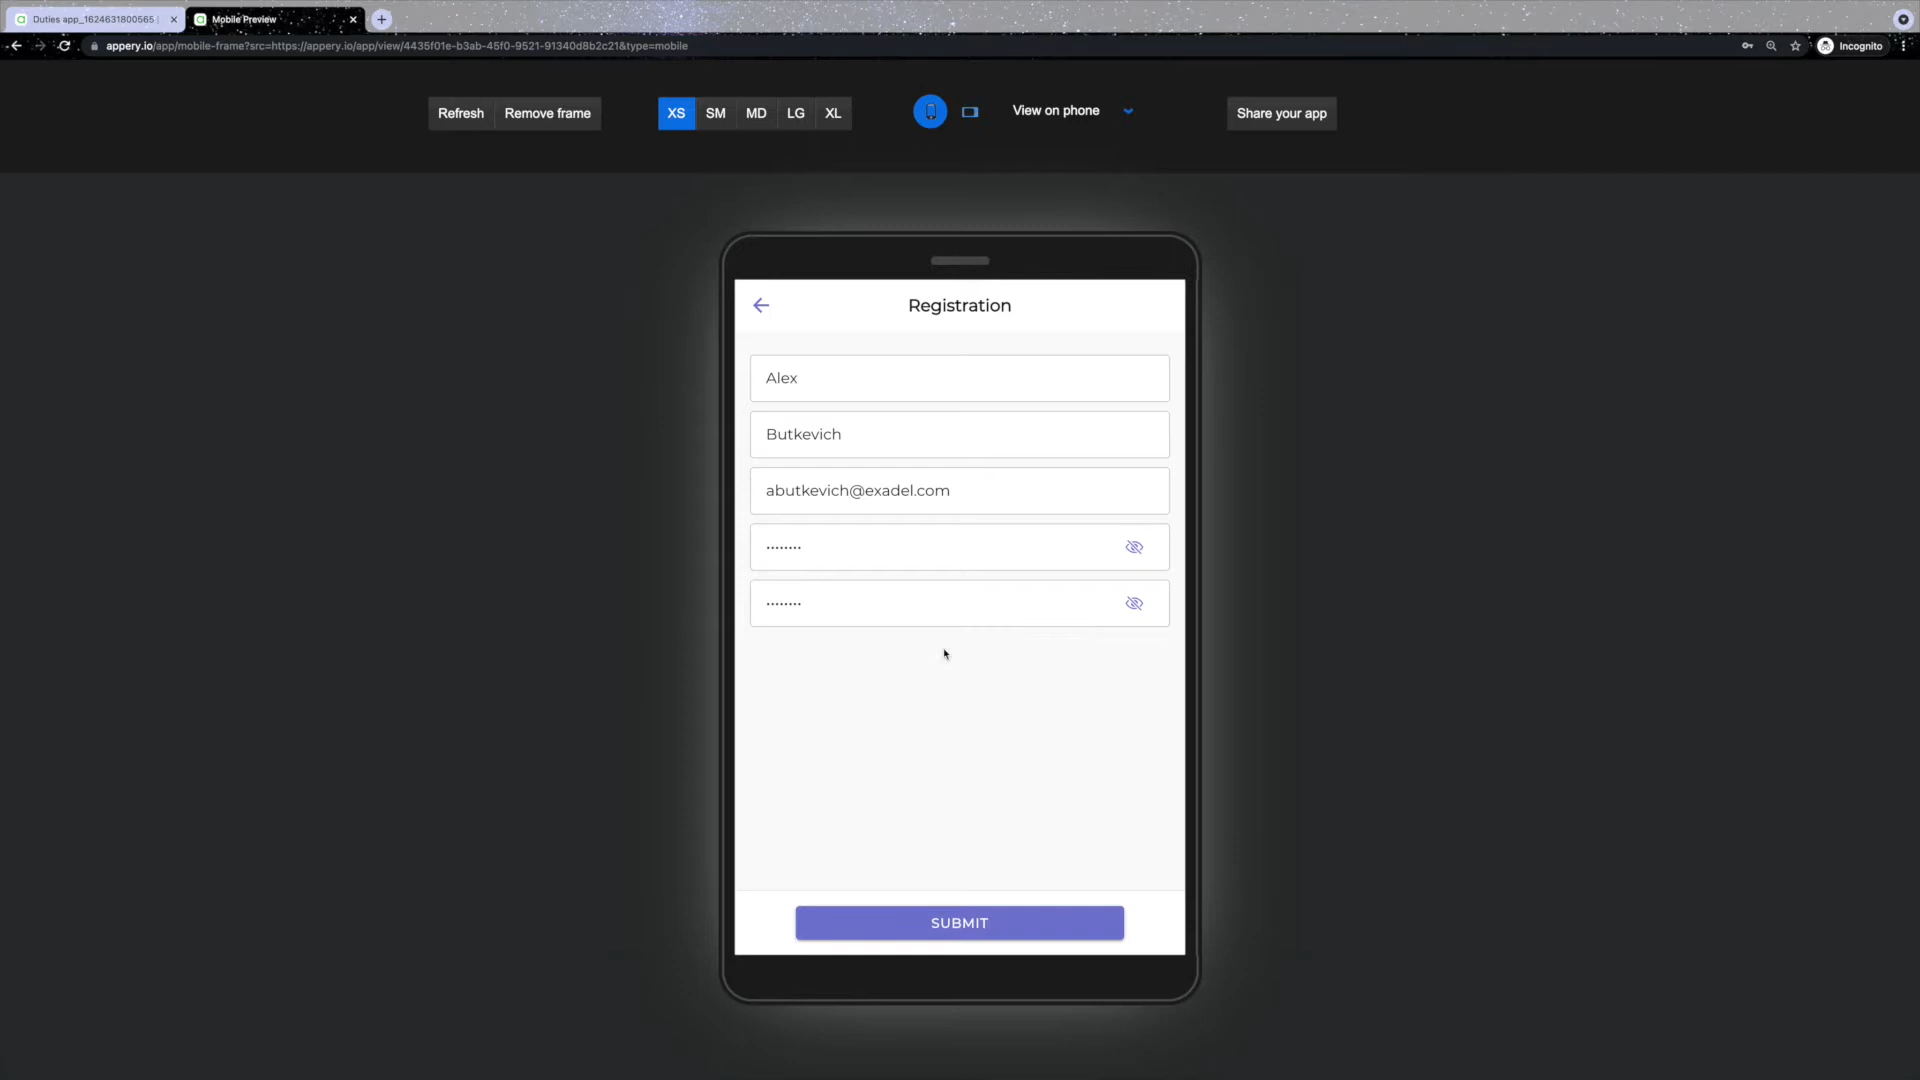 Duties app_1624631800565 |
Mobile Preview
appery.io/app/mobile-frame?src=https://appery.io/app/view/4435f01e-b3ab-45f0-9521-91340d8b2c21&type=mobile
Incognito
Refresh
Remove frame
XS
SM
MD
LG
XL
View on phone
Share your app
Registration
Alex
Butkevich
abutkevich@exadel.com
••••••••
••••••••
SUBMIT